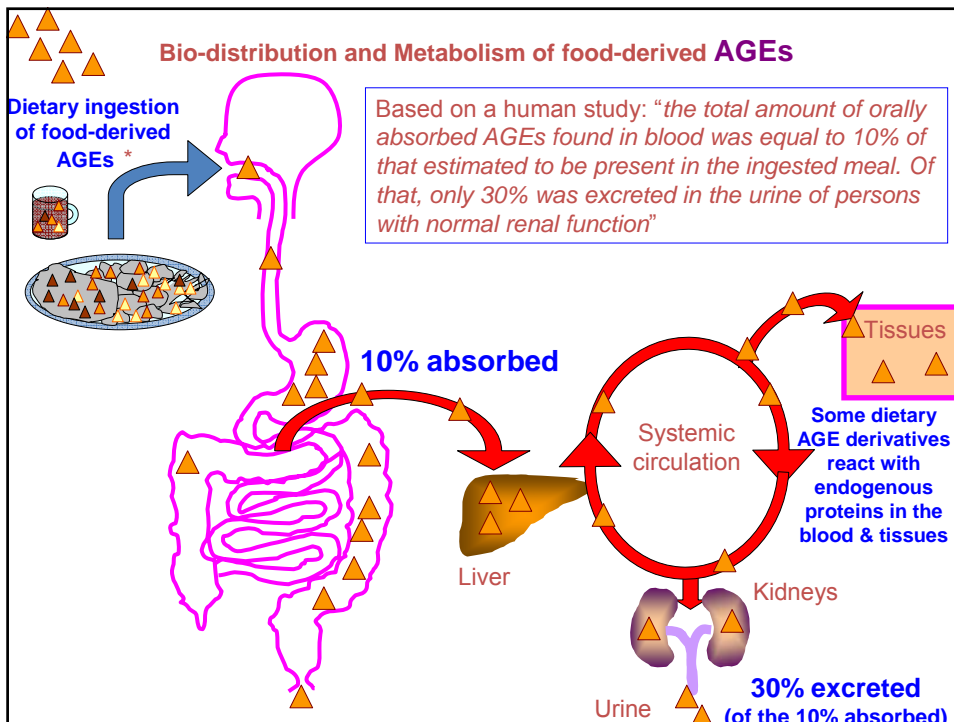 Bio-distribution and Metabolism of food-derived AGEs
Dietary ingestion
of food-derived
AGEs *
Based on a human study: “the total amount of orally
absorbed AGEs found in blood was equal to 10% of
that estimated to be present in the ingested meal. Of
that, only 30% was excreted in the urine of persons
with normal renal function”
10% absorbed
Tissues
Systemic
circulation
Some dietary
AGE derivatives
react with
endogenous
proteins in the
blood & tissues
Liver
Kidneys
Urine
30% excreted
(of the 10% absorbed)